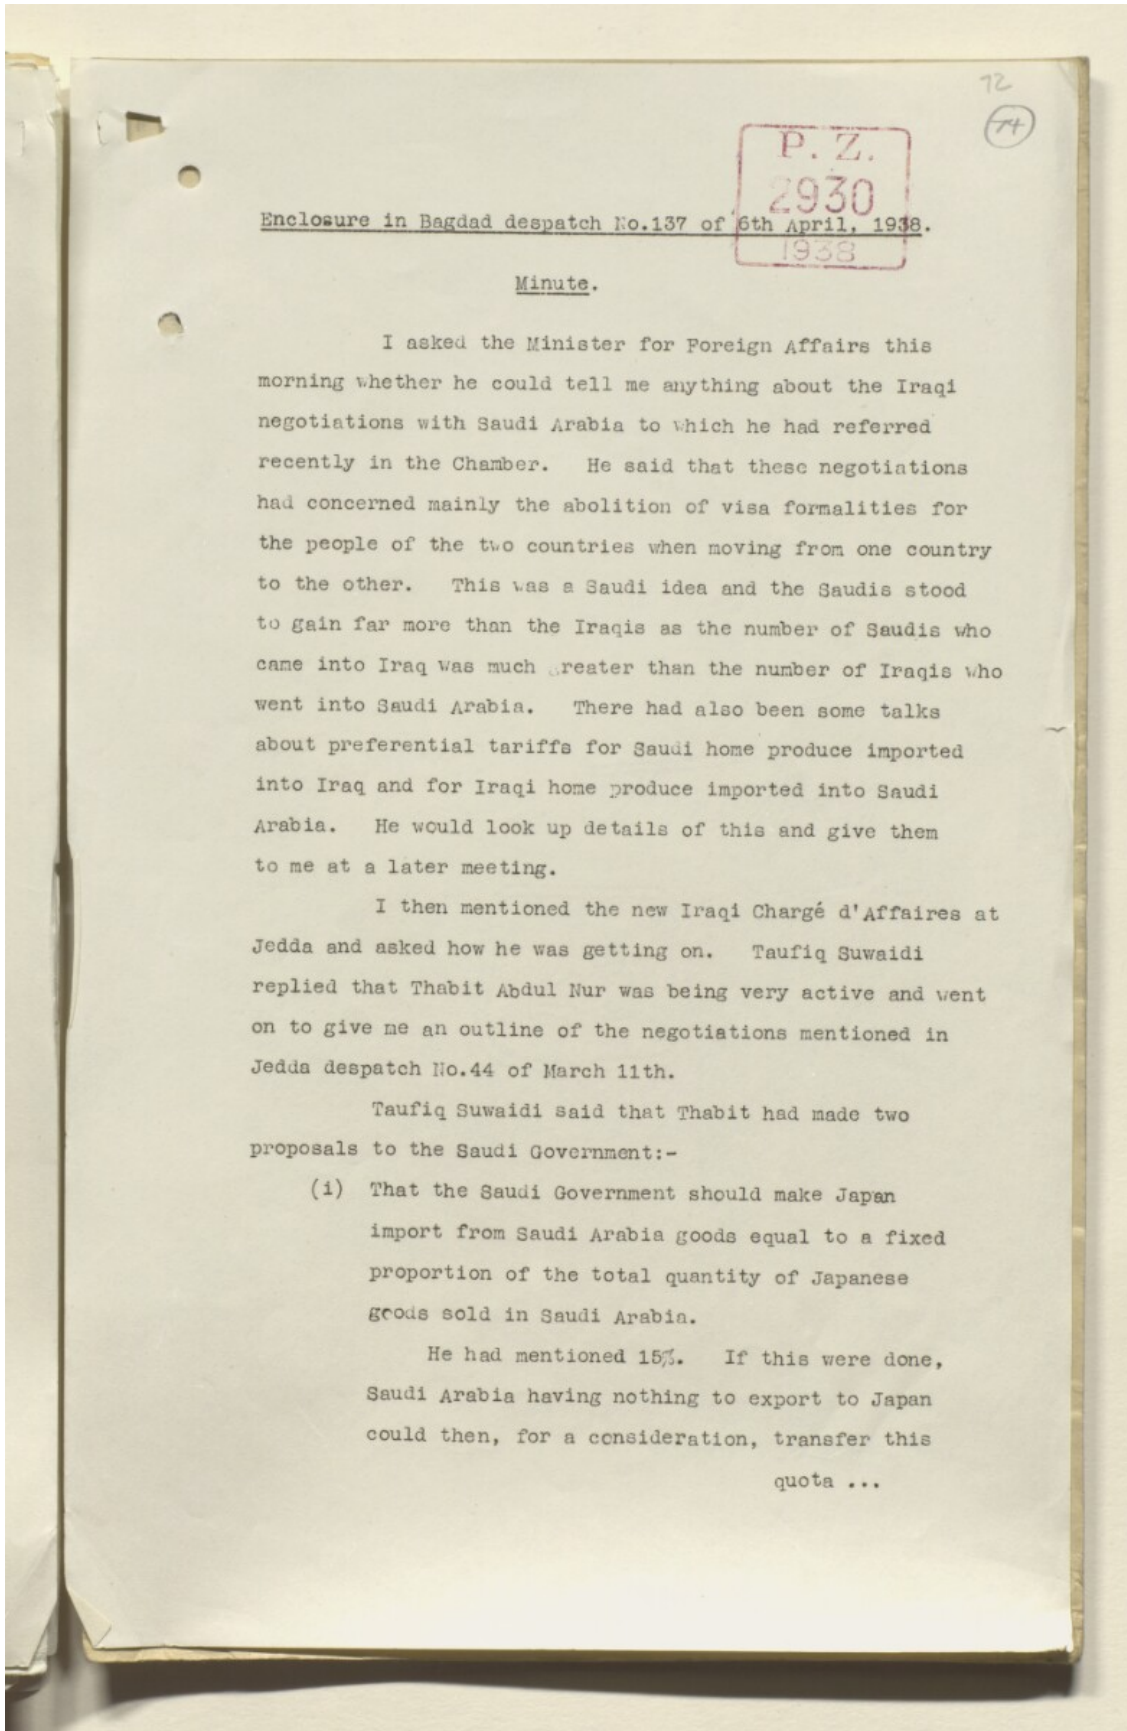 72
74
P. Z.
2930
1938
Enclosure in Bagdad despatch No.137 of 6th April, 1938.
Minute.
I asked the Minister for Foreign Affairs this
morning whether he could tell me anything about the Iraqi
negotiations with Saudi Arabia to which he had referred
recently in the Chamber. He said that these negotiations
had concerned mainly the abolition of visa formalities for
the people of the two countries when moving from one country
to the other. This was a Saudi idea and the Saudis stood
to gain far more than the Iraqis as the number of Saudis who
came into Iraq was much greater than the number of Iraqis who
went into Saudi Arabia. There had also been some talks
about preferential tariffs for Saudi home produce imported
into Iraq and for Iraqi home produce imported into Saudi
Arabia. He would look up details of this and give them
to me at a later meeting.
I then mentioned the new Iraqi Chargé d'Affaires at
Jedda and asked how he was getting on. Taufiq Suwaidi
replied that Thabit Abdul Nur was being very active and went
on to give me an outline of the negotiations mentioned in
Jedda despatch No.44 of March 11th.
Taufiq Suwaidi said that Thabit had made two
proposals to the Saudi Government:-
(i) That the Saudi Government should make Japan
import from Saudi Arabia goods equal to a fixed
proportion of the total quantity of Japanese
goods sold in Saudi Arabia.
He had mentioned 15%. If this were done,
Saudi Arabia having nothing to export to Japan
could then, for a consideration, transfer this
quota ...